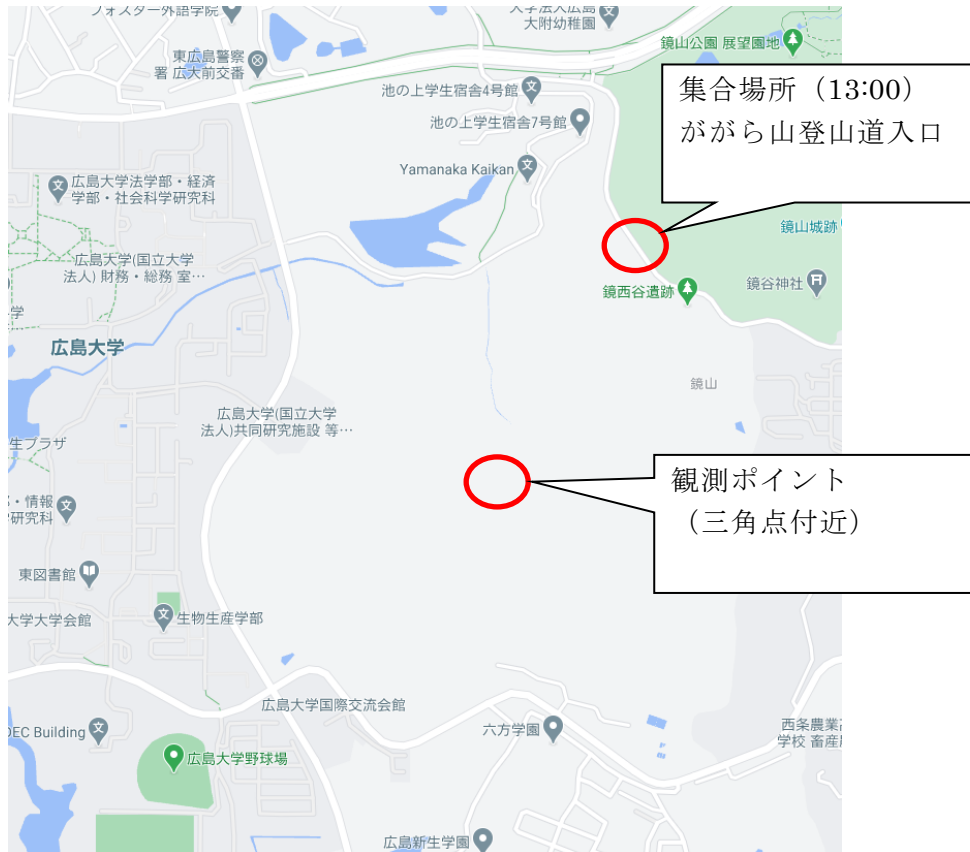 フォスター外語学院
大附幼稚園
鏡山公園 展望園地
東広島警察
署 広大前交番
集合場所（13:00）
ががら山登山道入口
池の上学生宿舎4号館
池の上学生宿舎7号館
Yamanaka Kaikan
広島大学法学部・経済
学部・社会科学研究科
鏡山城跡
広島大学(国立大学
法人) 財務・総務 室…
鏡谷神社
鏡西谷遺跡
学
広島大学
鏡山
広島大学(国立大学
法人)共同研究施設 等…
生プラザ
観測ポイント
（三角点付近）
・情報
研究科
東図書館
大学大学会館
生物生産学部
広島大学国際交流会館
六方学園
西条農業
学校 畜産
DEC Building
広島大学野球場
広島新生学園